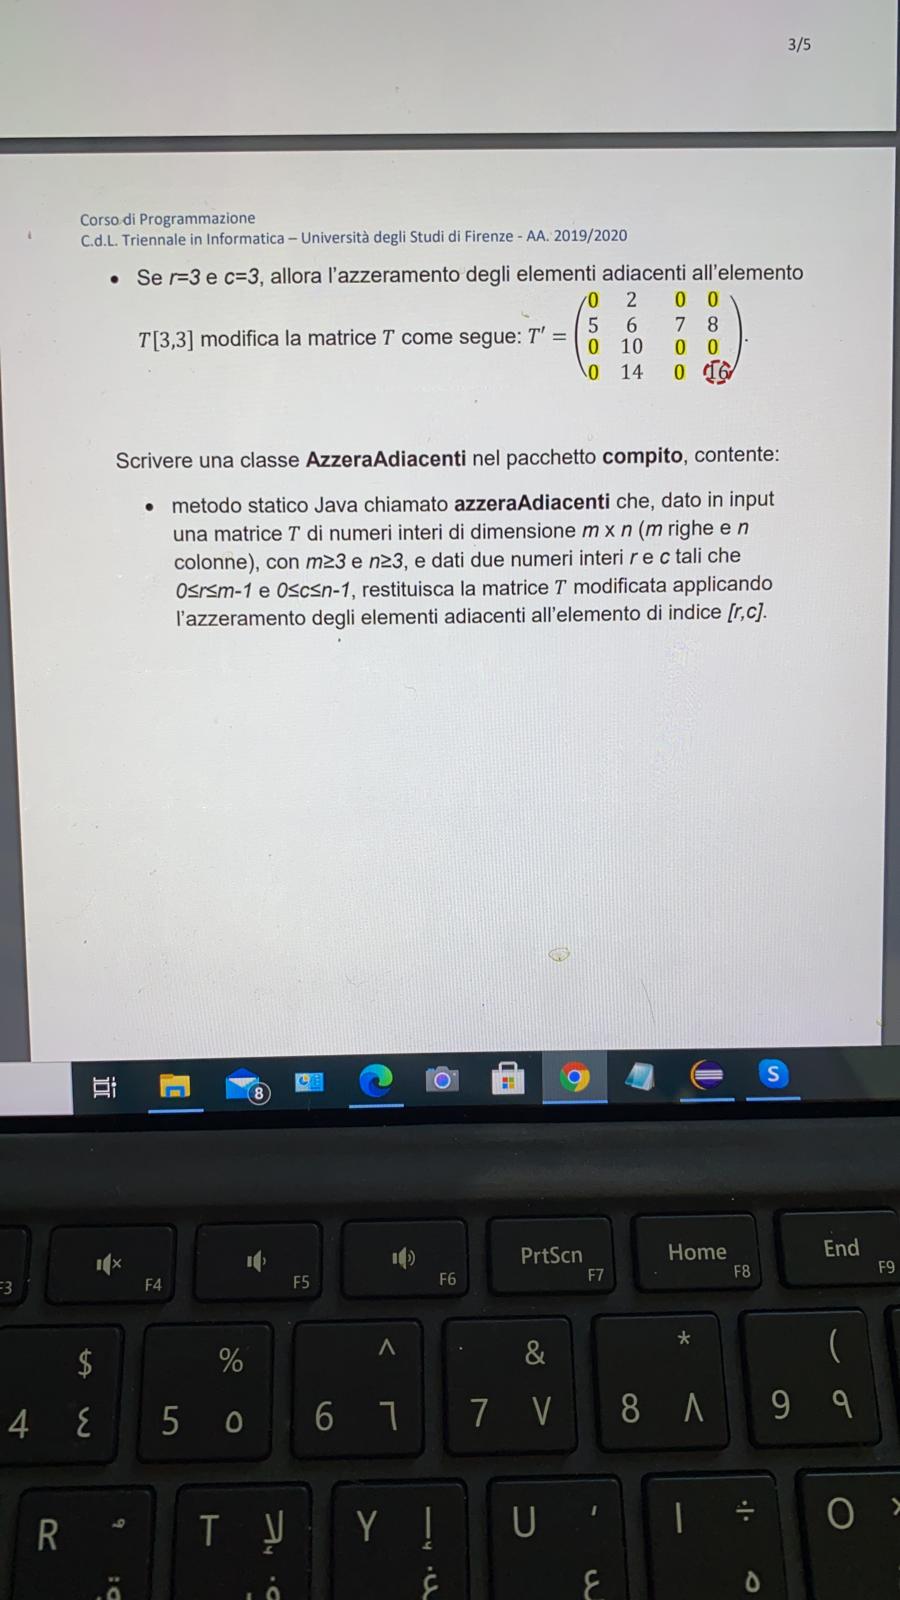 3/5
Corso di Programmazione
C.d.L. Triennale in Informatica – Università degli Studi di Firenze - AA. 2019/2020
• Se r=3 e c=3, allora l'azzeramento degli elementi adiacenti all'elemento
T[3,3] modifica la matrice T come segue: T′ =
0 2 0 0
5 6 7 8
0 10 0 0
0 14 0 16
.
Scrivere una classe AzzeraAdiacenti nel pacchetto compito, contente:
• metodo statico Java chiamato azzeraAdiacenti che, dato in input
una matrice T di numeri interi di dimensione m x n (m righe e n
colonne), con m≥3 e n≥3, e dati due numeri interi r e c tali che
0≤r≤m-1 e 0≤c≤n-1, restituisca la matrice T modificata applicando
l'azzeramento degli elementi adiacenti all'elemento di indice [r,c].
8
S
F4 F5 F6 PrtScn F7 Home F8 End F9
$ % ^ & * (
4 ٤ 5 ٥ 6 ٦ 7 ٧ 8 ٨ 9 ٩
R T لإ Y إ U ‘ I ÷ O
ق ف غ ع ه